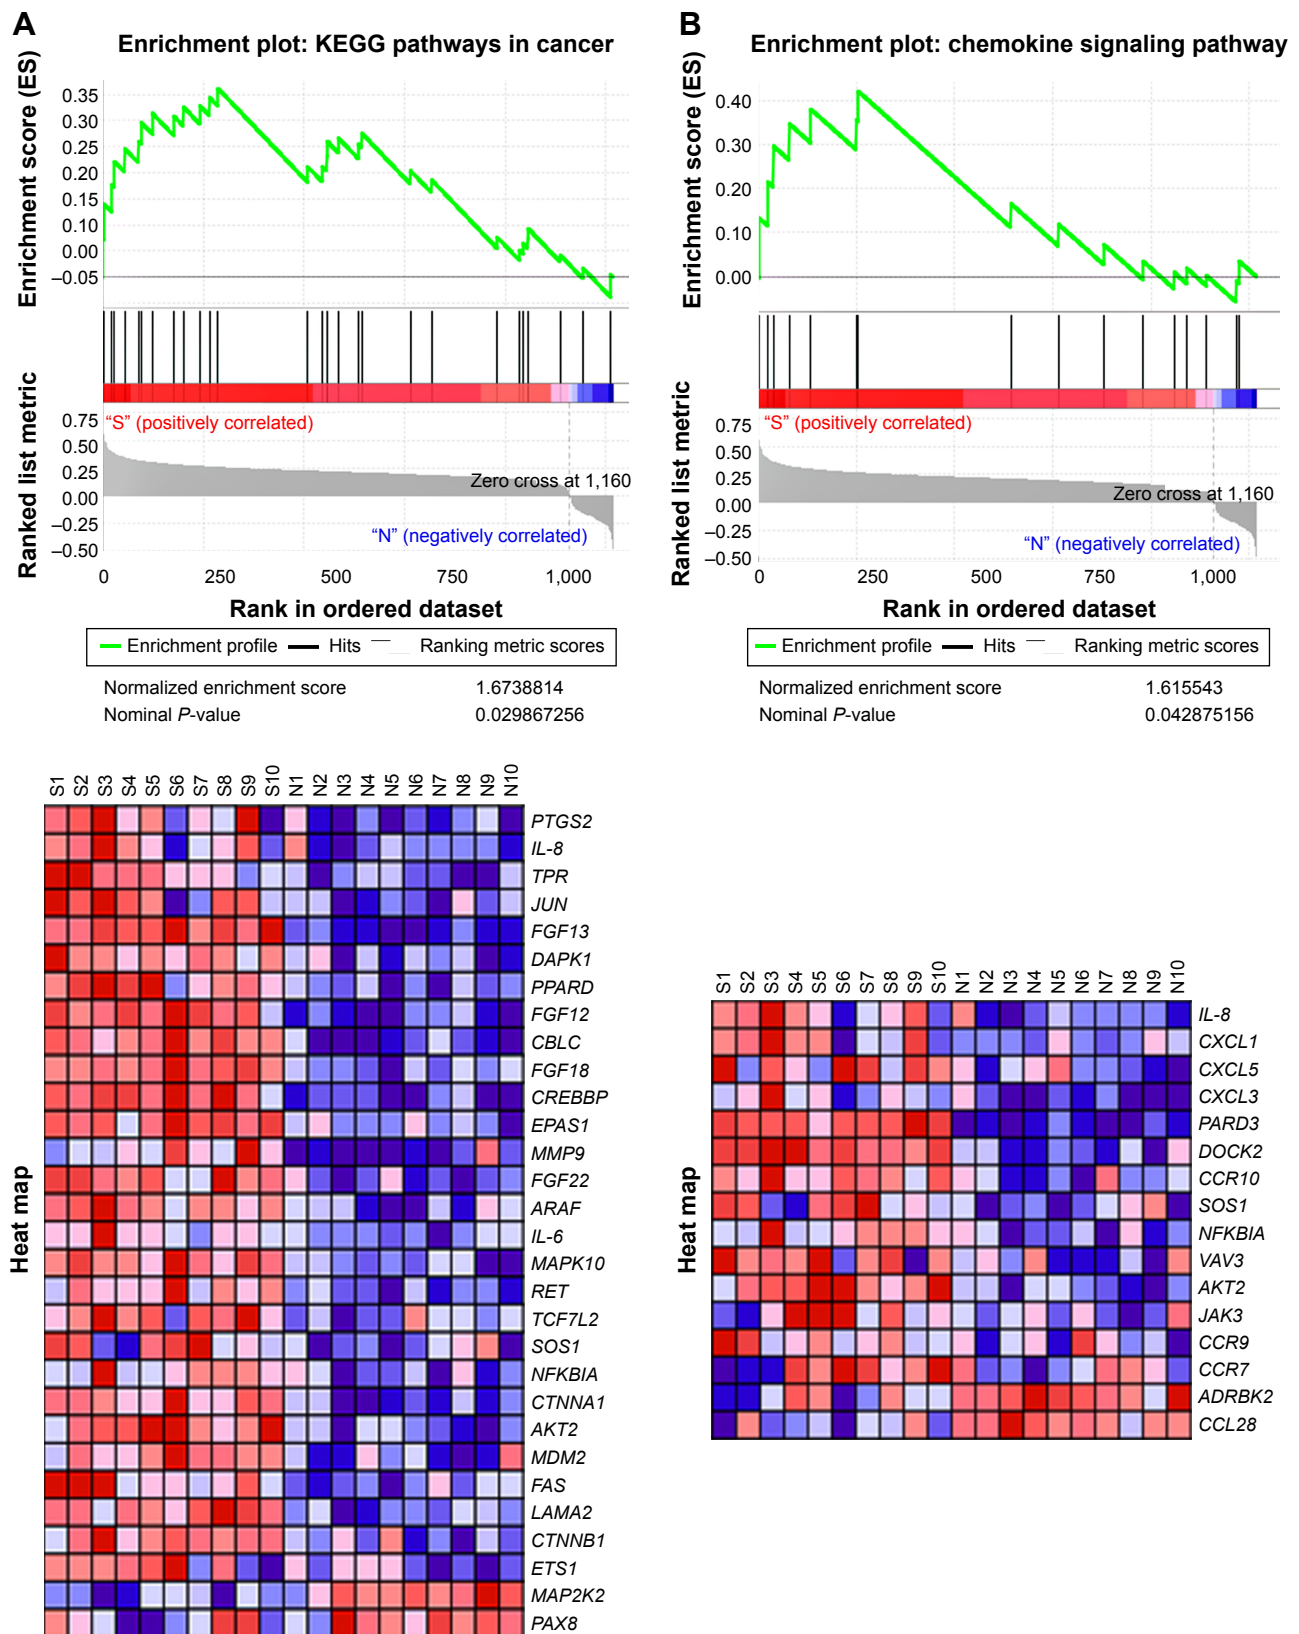 A
Enrichment plot: KEGG pathways in cancer
Enrichment score (ES)
0.35
0.30
0.25
0.20
0.15
0.10
0.00
–0.05
Ranked list metric
"S" (positively correlated)
0.75
0.50
0.25
0.00
–0.25
–0.50
Zero cross at 1,160
"N" (negatively correlated)
0 250 500 750 1,000
Rank in ordered dataset
Enrichment profile Hits Ranking metric scores
Normalized enrichment score 1.6738814
Nominal P-value 0.029867256
S1 S2 S3 S4 S5 S6 S7 S8 S9 S10 N1 N2 N3 N4 N5 N6 N7 N8 N9 N10
Heat map
PTGS2
IL-8
TPR
JUN
FGF13
DAPK1
PPARD
FGF12
CBLC
FGF18
CREBBP
EPAS1
MMP9
FGF22
ARAF
IL-6
MAPK10
RET
TCF7L2
SOS1
NFKBIA
CTNNA1
AKT2
MDM2
FAS
LAMA2
CTNNB1
ETS1
MAP2K2
PAX8
B
Enrichment plot: chemokine signaling pathway
Enrichment score (ES)
0.40
0.30
0.20
0.10
0.00
Ranked list metric
"S" (positively correlated)
0.75
0.50
0.25
0.00
–0.25
–0.50
Zero cross at 1,160
"N" (negatively correlated)
0 250 500 750 1,000
Rank in ordered dataset
Enrichment profile Hits Ranking metric scores
Normalized enrichment score 1.615543
Nominal P-value 0.042875156
S1 S2 S3 S4 S5 S6 S7 S8 S9 S10 N1 N2 N3 N4 N5 N6 N7 N8 N9 N10
Heat map
IL-8
CXCL1
CXCL5
CXCL3
PARD3
DOCK2
CCR10
SOS1
NFKBIA
VAV3
AKT2
JAK3
CCR9
CCR7
ADRBK2
CCL28